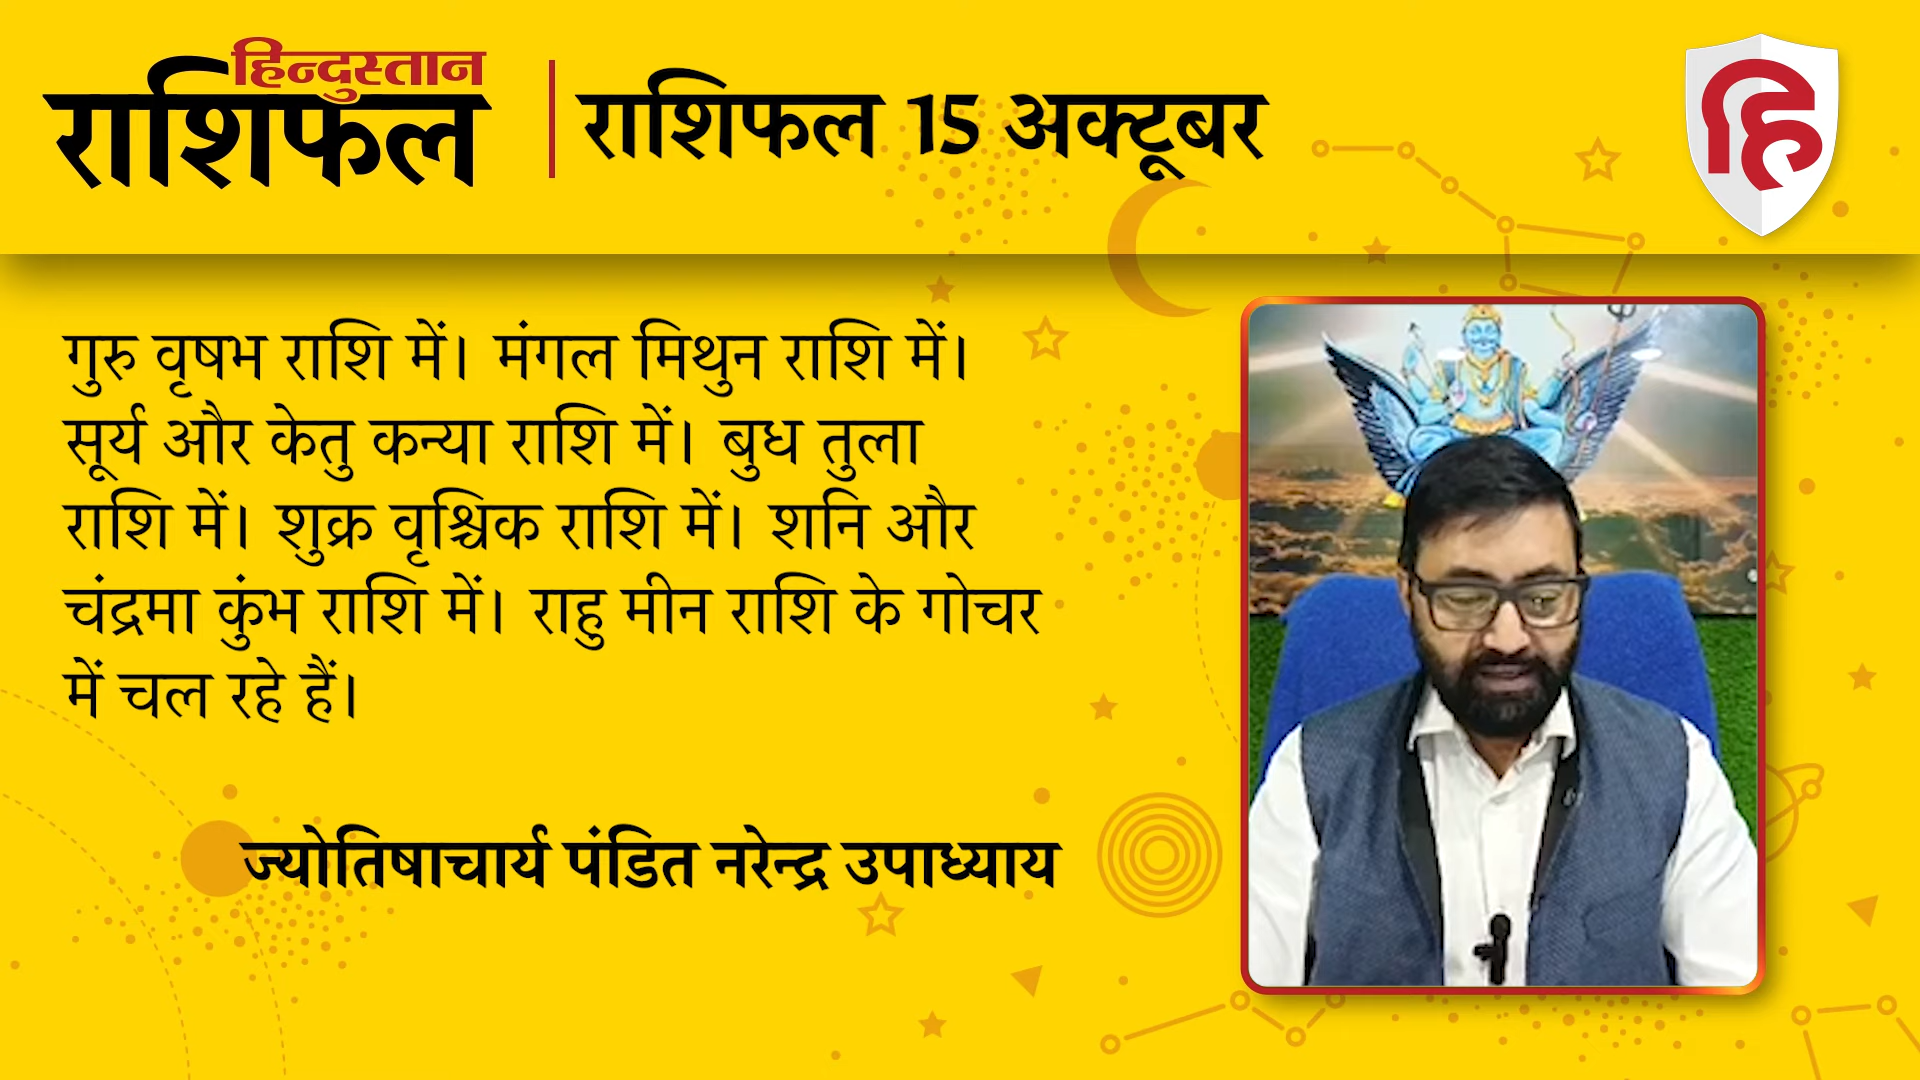 हिन्दुस्तान
राशिफल
राशिफल 15 अक्टूबर
हि
गुरु वृषभ राशि में। मंगल मिथुन राशि में।
सूर्य और केतु कन्या राशि में। बुध तुला
राशि में। शुक्र वृश्चिक राशि में। शनि और
चंद्रमा कुंभ राशि में। राहु मीन राशि के गोचर
में चल रहे हैं।
ज्योतिषाचार्य पंडित नरेन्द्र उपाध्याय